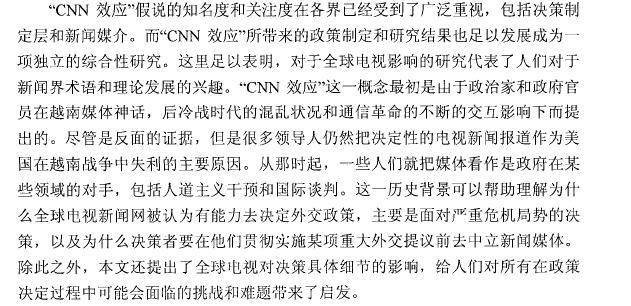 “CNN 效应”假说的知名度和关注度在各界已经受到了广泛重视，包括决策制
定层和新闻媒介。而“CNN 效应”所带来的政策制定和研究结果也足以发展成为一
项独立的综合性研究。这里足以表明，对于全球电视影响的研究代表了人们对于
新闻界术语和理论发展的兴趣。“CNN 效应”这一概念最初是由于政治家和政府官
员在越南媒体神话，后冷战时代的混乱状况和通信革命的不断的交互影响下而提
出的。尽管是反面的证据，但是很多领导人仍然把决定性的电视新闻报道作为美
国在越南战争中失利的主要原因。从那时起，一些人们就把媒体看作是政府在某
些领域的对手，包括人道主义干预和国际谈判。这一历史背景可以帮助理解为什
么全球电视新闻网被认为有能力去决定外交政策，主要是面对严重危机局势的决
策，以及为什么决策者要在他们贯彻实施某项重大外交提议前去中立新闻媒体。
除此之外，本文还提出了全球电视对决策具体细节的影响，给人们对所有在政策
决定过程中可能会面临的挑战和难题带来了启发。